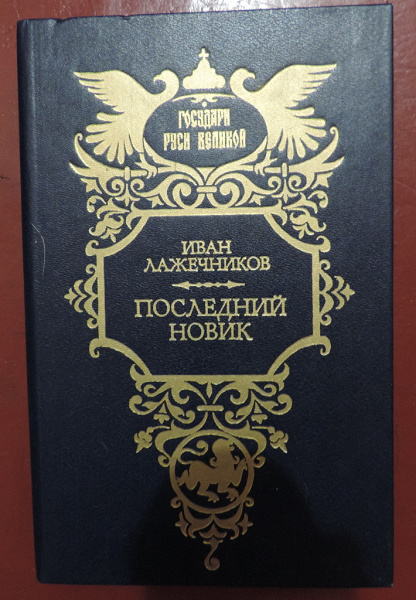 ГОСУДАРИ
РУСИ ВЕЛИКОЙ
ИВАН
ЛАЖЕЧНИКОВ
ПОСЛЕДНИЙ
НОВИК